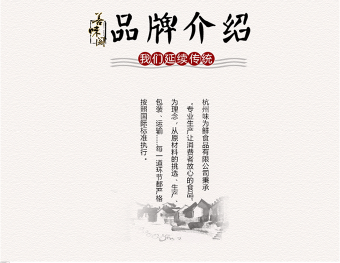 善味阁
品牌介绍
我们延续传统
杭州味为鲜食品有限公司秉承
“专业生产让消费者放心的食品”
为理念，从原材料的挑选、生产、
包装、运输......每一道环节都严格
按照国际标准执行。